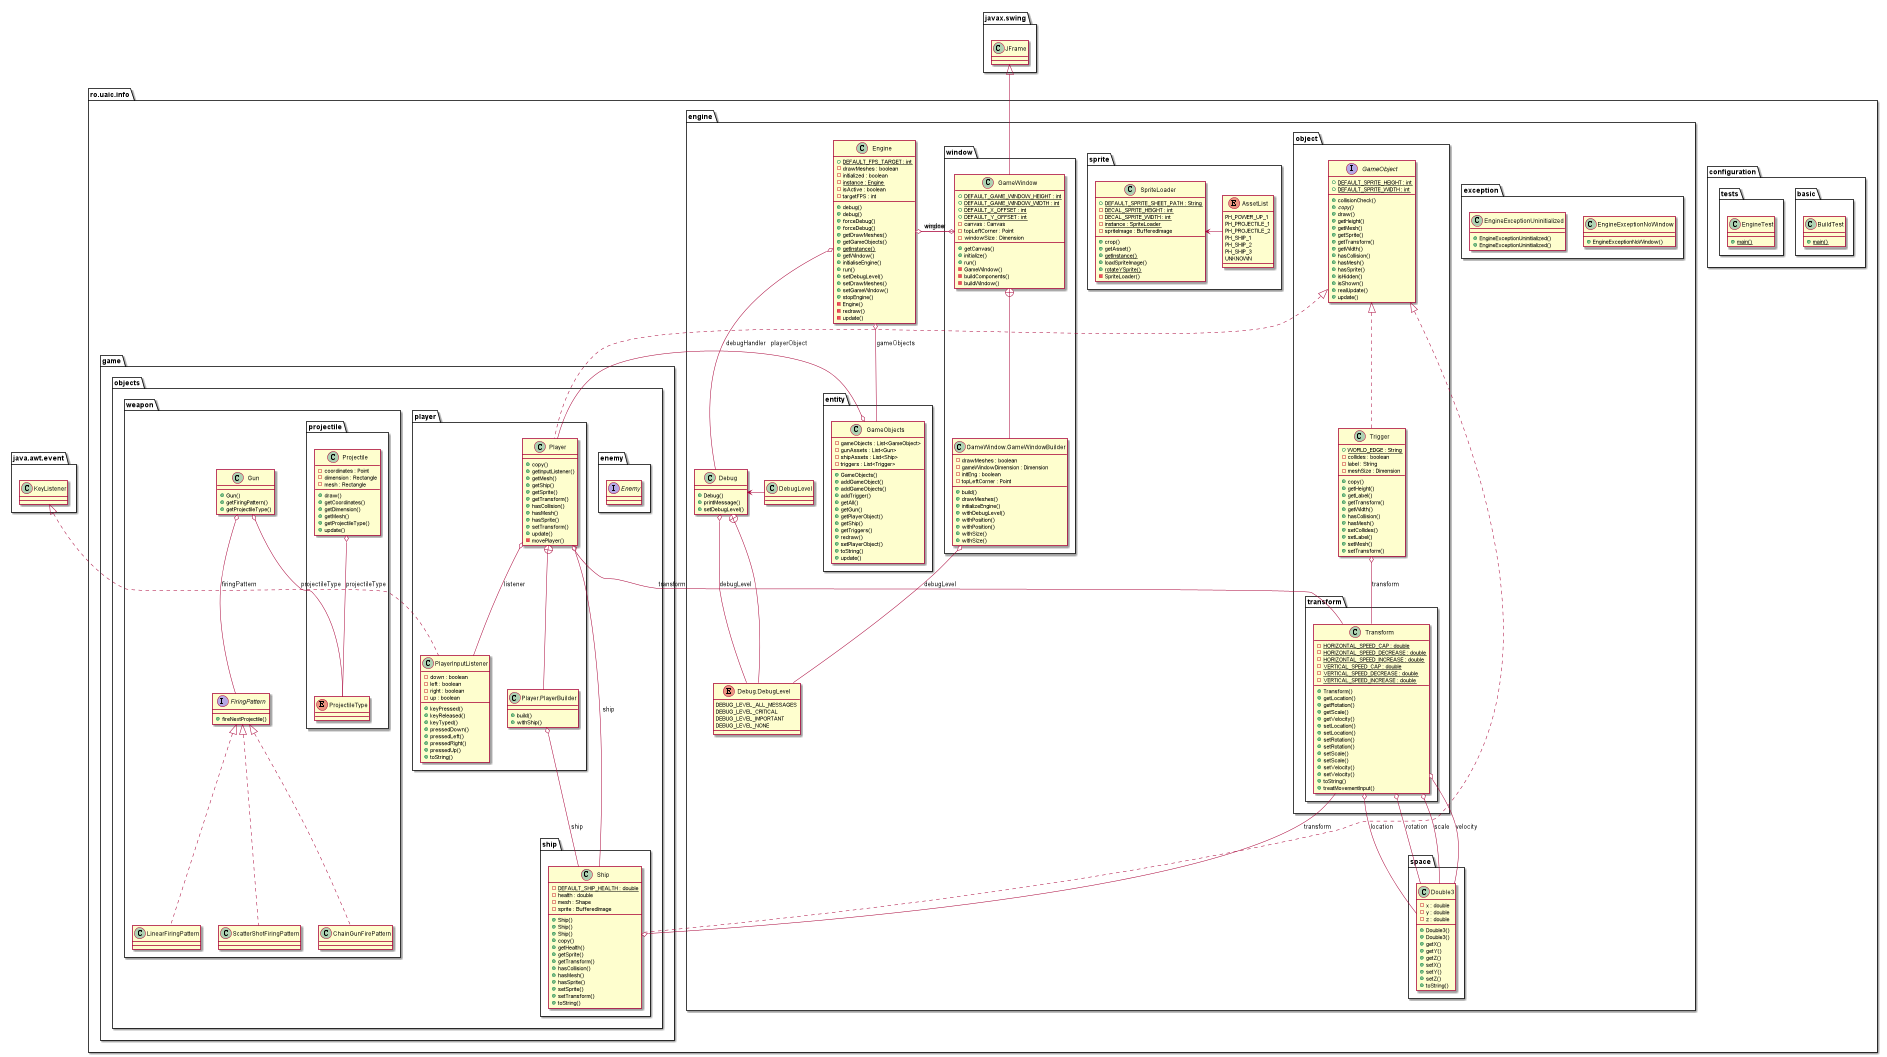 javax.swing
JFrame
ro.uaic.info
engine
Engine
DEFAULT_FPS_TARGET : int
drawMeshes : boolean
initialized : boolean
instance : Engine
isActive : boolean
targetFPS : int
debug()
debug()
forceDebug()
forceDebug()
getDrawMeshes()
getGameObjects()
getInstance()
getWindow()
initialiseEngine()
run()
setDebugLevel()
setDrawMeshes()
setGameWindow()
stopEngine()
Engine()
redraw()
update()
window
window
GameWindow
DEFAULT_GAME_WINDOW_HEIGHT : int
DEFAULT_GAME_WINDOW_WIDTH : int
DEFAULT_X_OFFSET : int
DEFAULT_Y_OFFSET : int
canvas : Canvas
topLeftCorner : Point
windowSize : Dimension
getCanvas()
initialize()
run()
GameWindow()
buildComponents()
buildWindow()
sprite
SpriteLoader
DEFAULT_SPRITE_SHEET_PATH : String
DECAL_SPRITE_HEIGHT : int
DECAL_SPRITE_WIDTH : int
instance : SpriteLoader
spriteImage : BufferedImage
crop()
getAsset()
getInstance()
loadSpriteImage()
rotateYSprite()
SpriteLoader()
AssetList
PH_POWER_UP_1
PH_PROJECTILE_1
PH_PROJECTILE_2
PH_SHIP_1
PH_SHIP_2
PH_SHIP_3
UNKNOWN
object
GameObject
DEFAULT_SPRITE_HEIGHT : int
DEFAULT_SPRITE_WIDTH : int
collisionCheck()
copy()
draw()
getHeight()
getMesh()
getSprite()
getTransform()
getWidth()
hasCollision()
hasMesh()
hasSprite()
isHidden()
isShown()
realUpdate()
update()
exception
EngineExceptionUninitialized
EngineExceptionUninitialized()
EngineExceptionUninitialized()
EngineExceptionNoWindow
EngineExceptionNoWindow()
configuration
tests
EngineTest
main()
basic
BuildTest
main()
debugHandler
playerObject
gameObjects
game
objects
weapon
projectile
Projectile
coordinates : Point
dimension : Rectangle
mesh : Rectangle
draw()
getCoordinates()
getDimension()
getMesh()
getProjectileType()
update()
Gun
Gun()
getFiringPattern()
getProjectileType()
player
Player
copy()
getInputListener()
getMesh()
getShip()
getSprite()
getTransform()
hasCollision()
hasMesh()
hasSprite()
setTransform()
update()
movePlayer()
enemy
Enemy
java.awt.event
KeyListener
Debug
Debug()
printMessage()
setDebugLevel()
DebugLevel
entity
GameObjects
gameObjects : List<GameObject>
gunAssets : List<Gun>
shipAssets : List<Ship>
triggers : List<Trigger>
GameObjects()
addGameObject()
addGameObjects()
addTrigger()
getAll()
getGun()
getPlayerObject()
getShip()
getTriggers()
redraw()
setPlayerObject()
toString()
update()
GameWindow.GameWindowBuilder
drawMeshes : boolean
gameWindowDimension : Dimension
initEng : boolean
topLeftCorner : Point
build()
drawMeshes()
initializeEngine()
withDebugLevel()
withPosition()
withPosition()
withSize()
withSize()
Trigger
WORLD_EDGE : String
collides : boolean
label : String
meshSize : Dimension
copy()
getHeight()
getLabel()
getTransform()
getWidth()
hasCollision()
hasMesh()
setCollides()
setLabel()
setMesh()
setTransform()
firingPattern
projectileType
projectileType
listener
transform
debugLevel
debugLevel
transform
transform
Transform
HORIZONTAL_SPEED_CAP : double
HORIZONTAL_SPEED_DECREASE : double
HORIZONTAL_SPEED_INCREASE : double
VERTICAL_SPEED_CAP : double
VERTICAL_SPEED_DECREASE : double
VERTICAL_SPEED_INCREASE : double
Transform()
getLocation()
getRotation()
getScale()
getVelocity()
setLocation()
setLocation()
setRotation()
setRotation()
setScale()
setScale()
setVelocity()
setVelocity()
toString()
treatMovementInput()
PlayerInputListener
down : boolean
left : boolean
right : boolean
up : boolean
keyPressed()
keyReleased()
keyTyped()
pressedDown()
pressedLeft()
pressedRight()
pressedUp()
toString()
Player.PlayerBuilder
build()
withShip()
FiringPattern
fireNextProjectile()
ProjectileType
Debug.DebugLevel
DEBUG_LEVEL_ALL_MESSAGES
DEBUG_LEVEL_CRITICAL
DEBUG_LEVEL_IMPORTANT
DEBUG_LEVEL_NONE
ship
ship
transform
location
rotation
scale
velocity
ship
Ship
DEFAULT_SHIP_HEALTH : double
health : double
mesh : Shape
sprite : BufferedImage
Ship()
Ship()
Ship()
copy()
getHealth()
getSprite()
getTransform()
hasCollision()
hasMesh()
hasSprite()
setSprite()
setTransform()
toString()
space
Double3
x : double
y : double
z : double
Double3()
Double3()
getX()
getY()
getZ()
setX()
setY()
setZ()
toString()
LinearFiringPattern
ScatterShotFiringPattern
ChainGunFirePattern